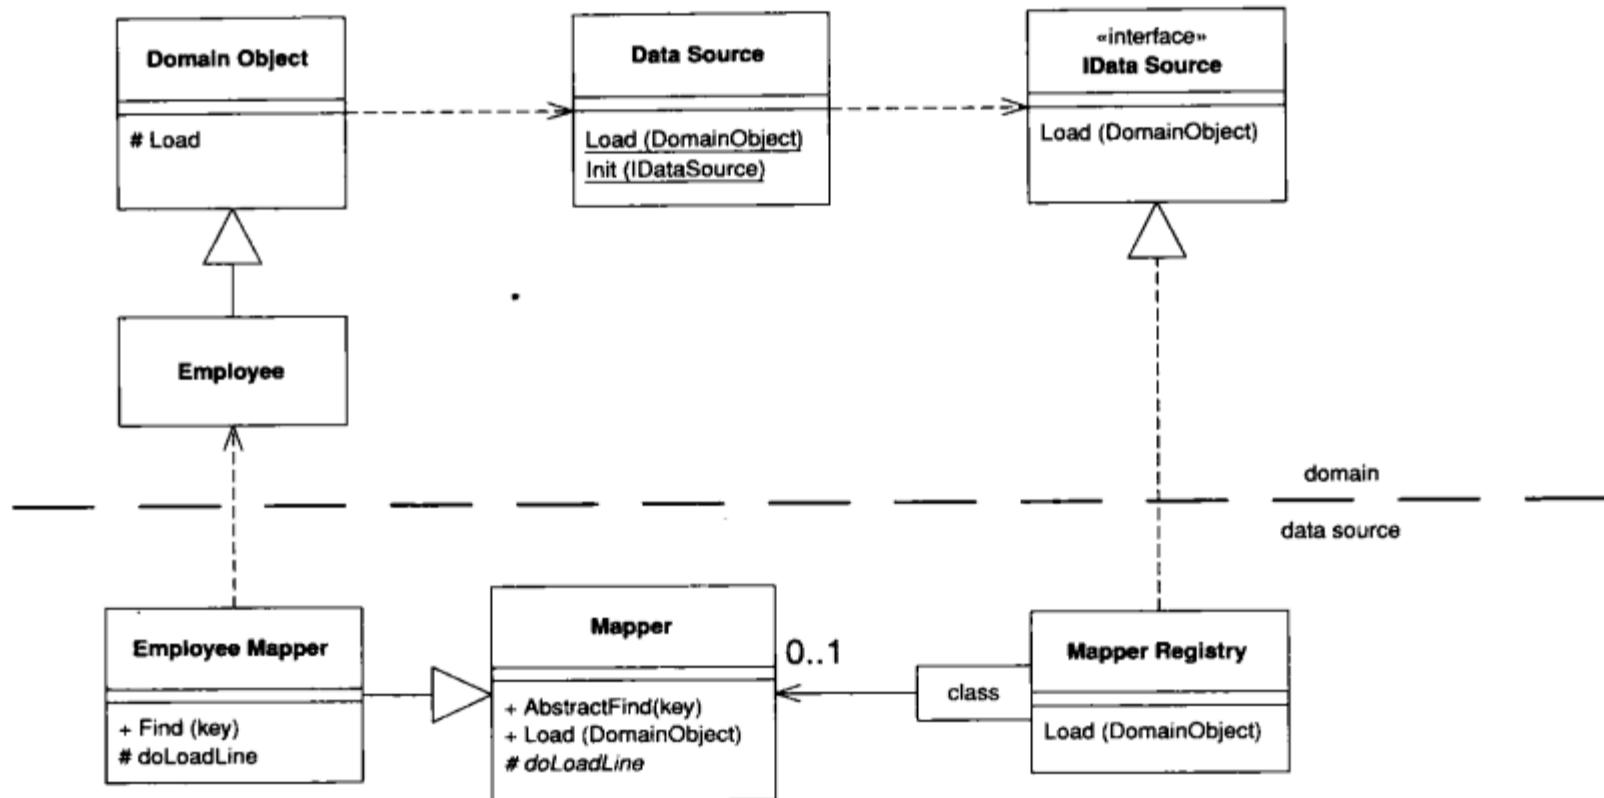 Domain Object
# Load
Data Source
Load (DomainObject)
Init (IDataSource)
«interface»
IData Source
Load (DomainObject)
Employee
domain
data source
Employee Mapper
+ Find (key)
# doLoadLine
Mapper
+ AbstractFind(key)
+ Load (DomainObject)
# doLoadLine
0..1
class
Mapper Registry
Load (DomainObject)